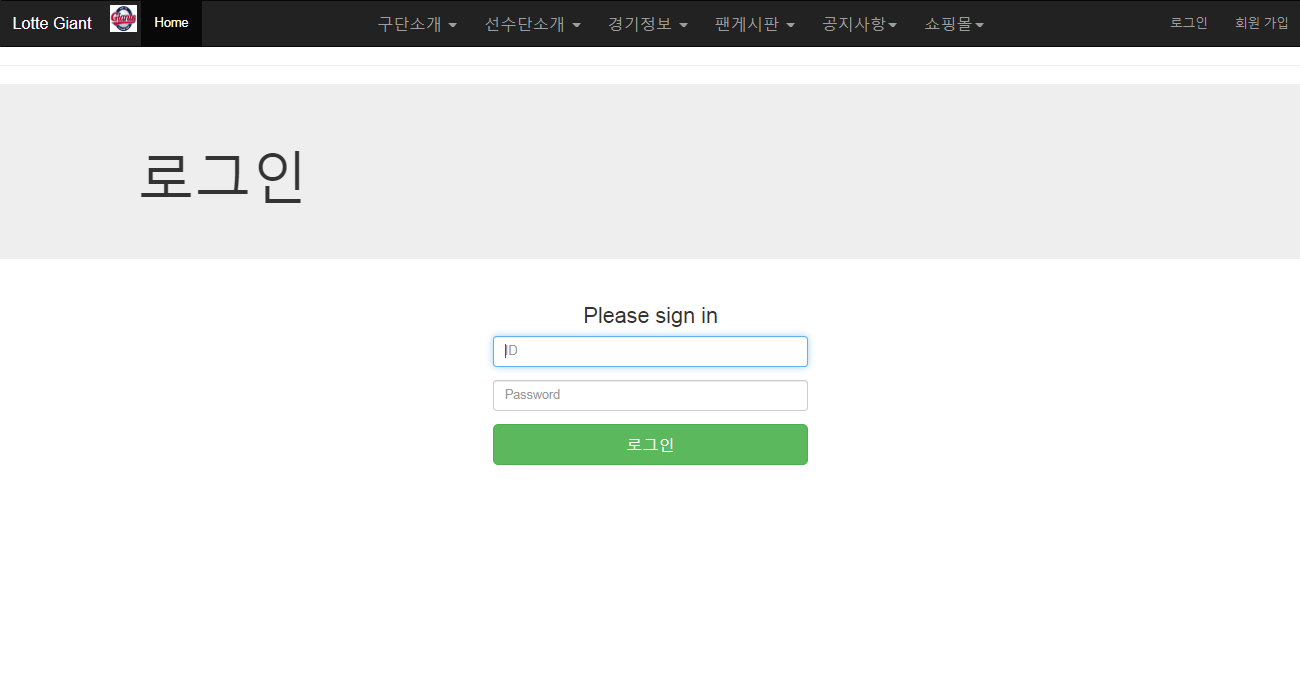 Lotte Giant Giants Home 구단소개 선수단소개 경기정보 팬게시판 공지사항 쇼핑몰 로그인 회원 가입
로그인
Please sign in
ID
Password
로그인